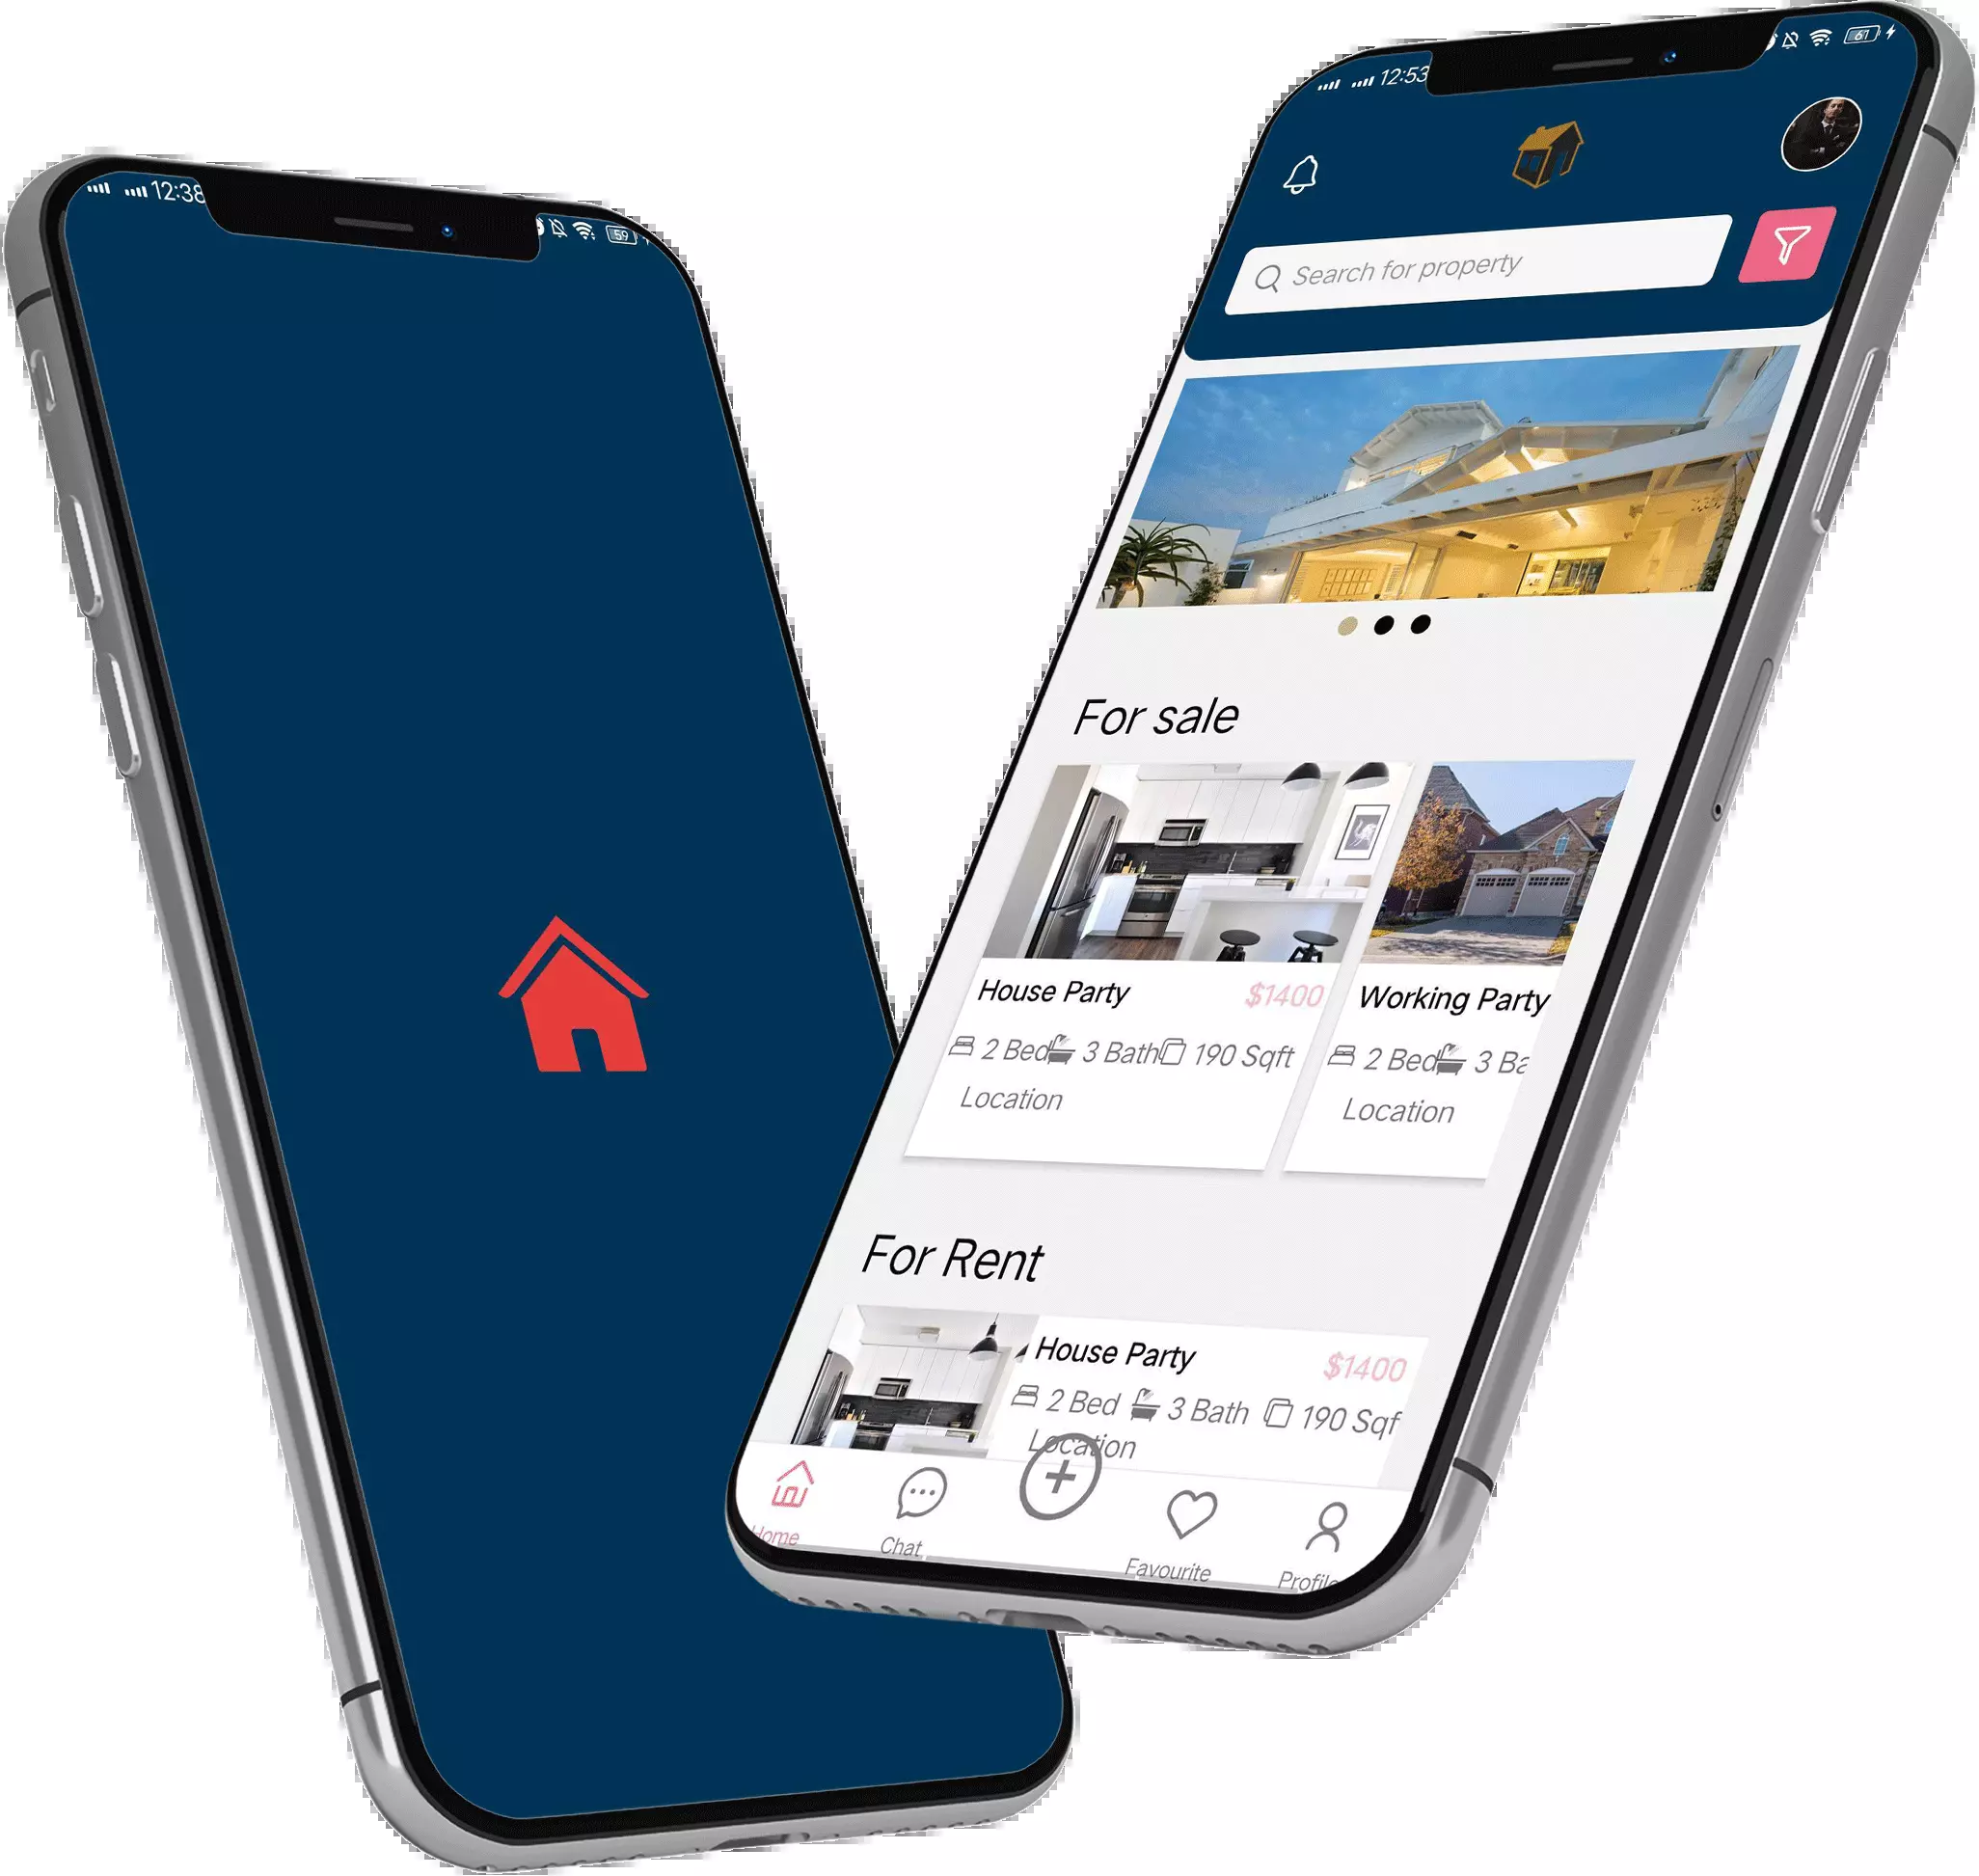 12:38
59
12:53
61
Search for property
For sale
House Party
$1400
2 Bed 3 Bath 190 Sqft
Location
Working Party
2 Bed 3 Ba
Location
For Rent
House Party
$1400
2 Bed 3 Bath 190 Sqf
Location
Home
Chat
Favourite
Profile